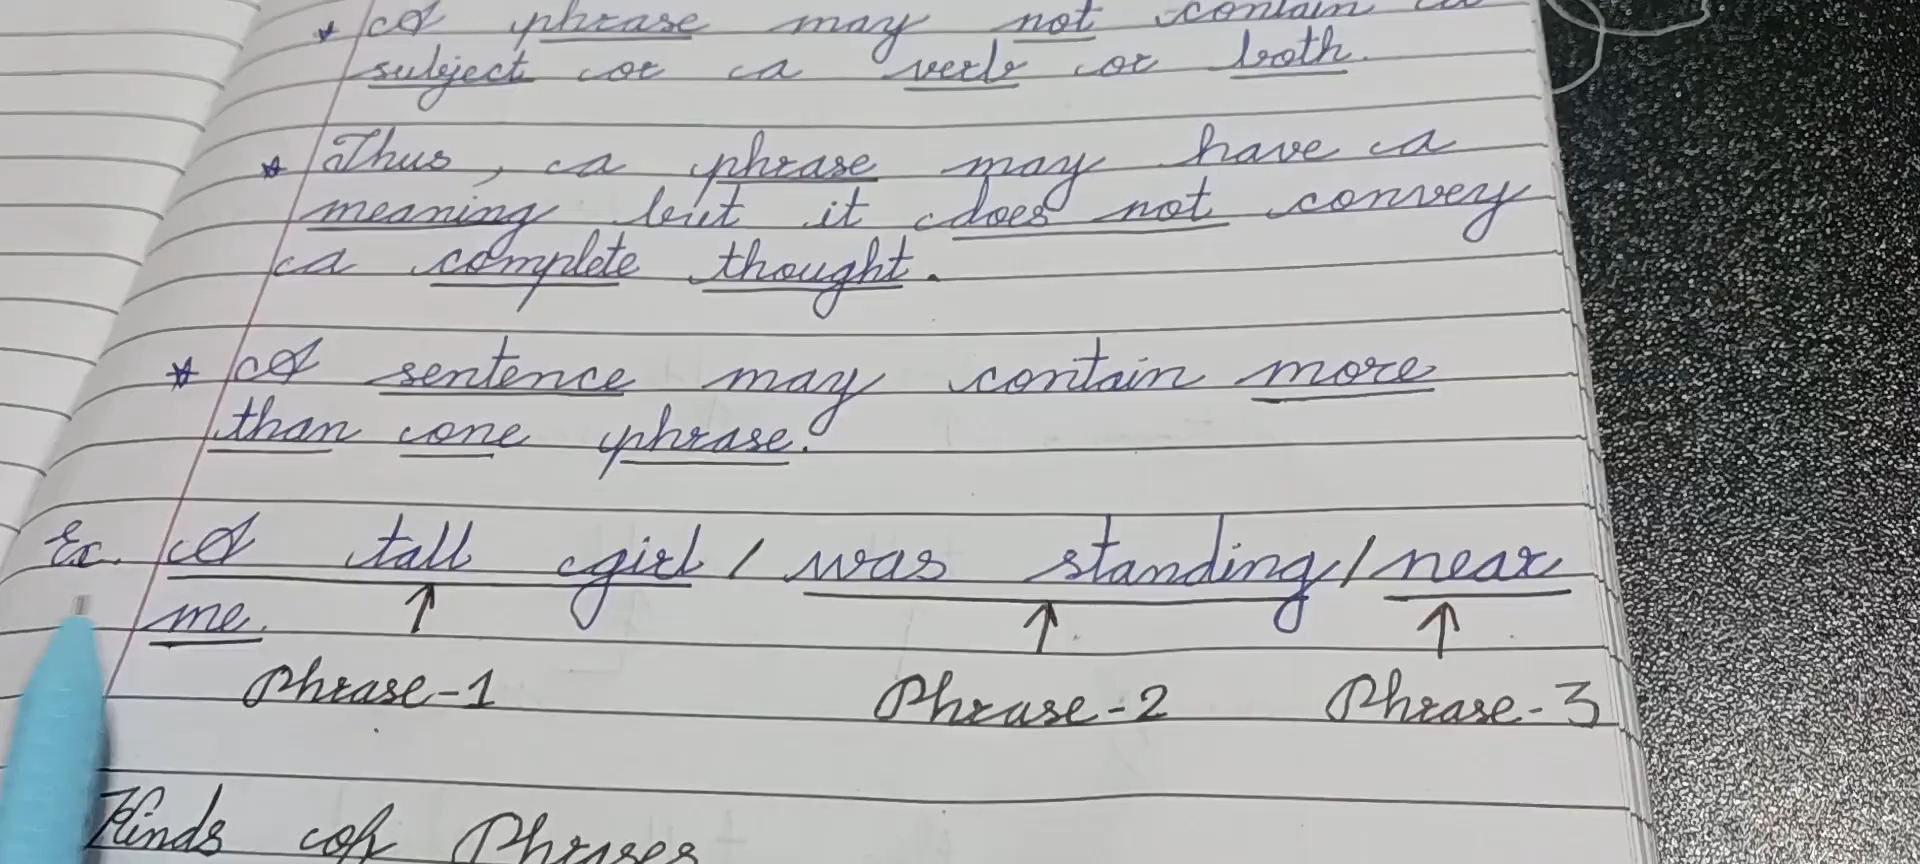 * A phrase may not contain a
subject or a verb or both.
* Thus, a phrase may have a
meaning but it does not convey
a complete thought.
* A sentence may contain more
than one phrase.
Ex. A tall girl / was standing / near
me.
Phrase-1 Phrase-2 Phrase-3
Kinds of Phrases